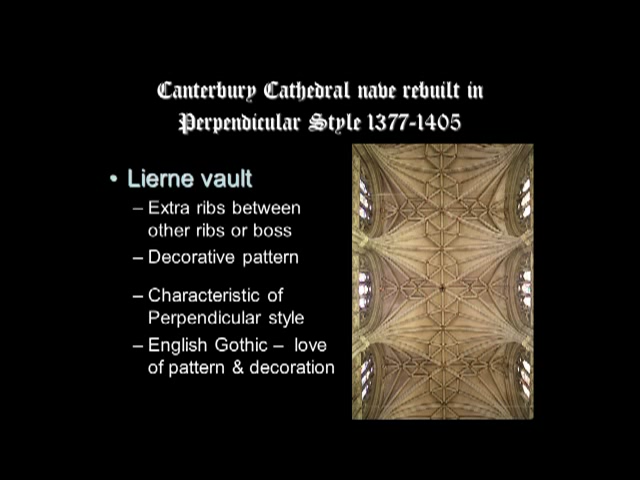 Canterbury Cathedral nave rebuilt in
Perpendicular Style 1377-1405
• Lierne vault
– Extra ribs between
other ribs or boss
– Decorative pattern
– Characteristic of
Perpendicular style
– English Gothic – love
of pattern & decoration